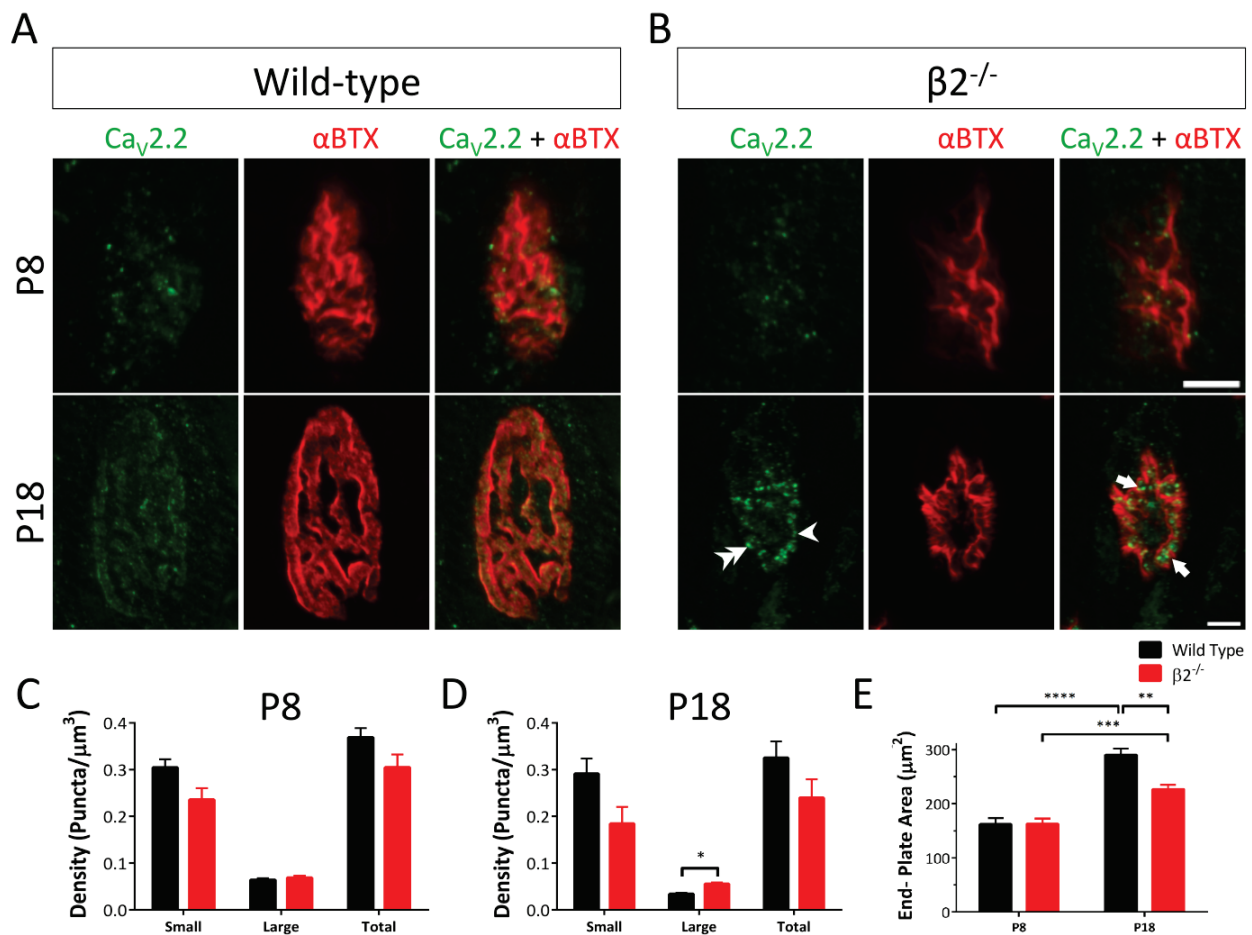 A
B
Wild-type
β2-/-
CaV2.2 αBTX CaV2.2 + αBTX
CaV2.2 αBTX CaV2.2 + αBTX
P8
P18
Wild Type
β2-/-
C
P8
Density (Puncta/μm3)
0.4
0.3
0.2
0.1
0.0
Small Large Total
D
P18
Density (Puncta/μm3)
0.4
0.3
0.2
0.1
0.0
*
Small Large Total
E
**** **
***
End- Plate Area (μm-2)
300
200
150
100
0
P8 P18